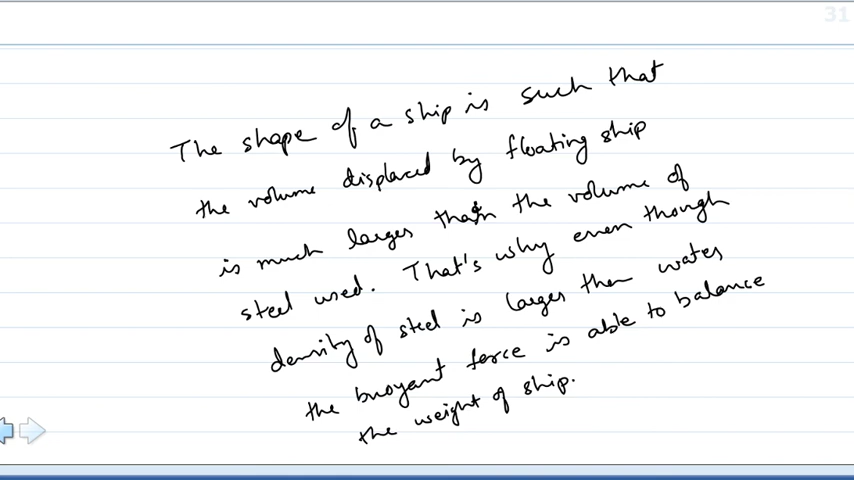 31
The shape of a ship is such that
the volume displaced by floating ship
is much larger than the volume of
steel used. That's why even though
density of steel is larger then water
the buoyant force is able to balance
the weight of ship.